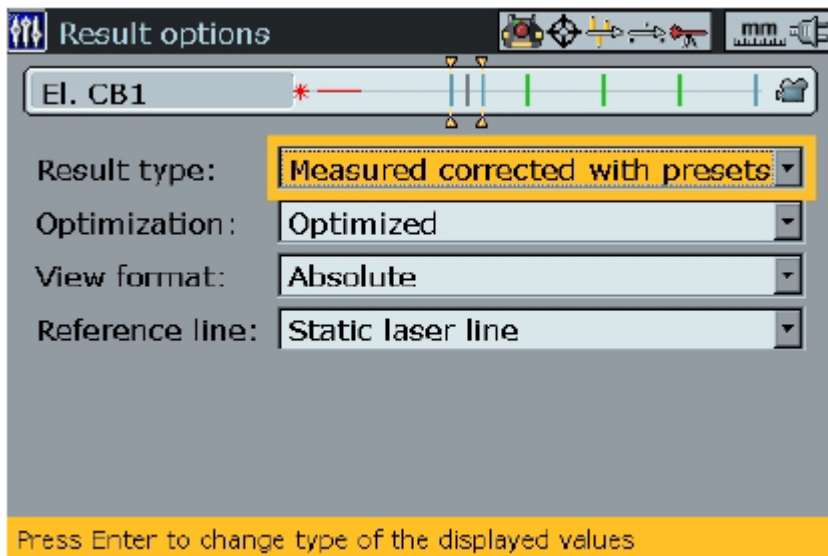 Result options
mm
El. CB1
Result type: Measured corrected with presets
Optimization: Optimized
View format: Absolute
Reference line: Static laser line
Press Enter to change type of the displayed values